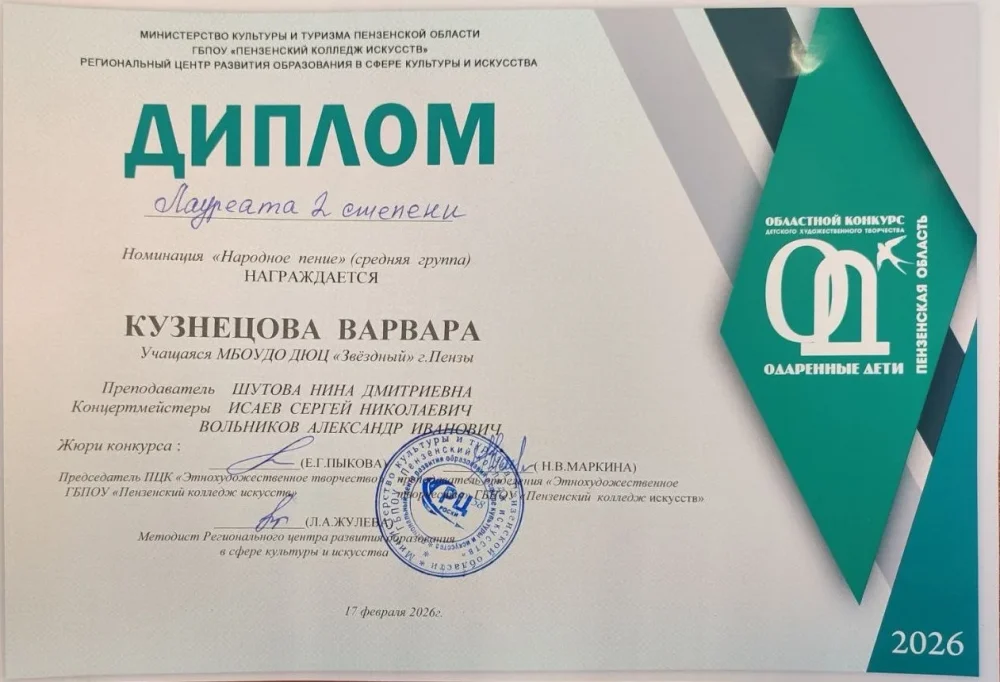 МИНИСТЕРСТВО КУЛЬТУРЫ И ТУРИЗМА ПЕНЗЕНСКОЙ ОБЛАСТИ
ГБПОУ «ПЕНЗЕНСКИЙ КОЛЛЕДЖ ИСКУССТВ»
РЕГИОНАЛЬНЫЙ ЦЕНТР РАЗВИТИЯ ОБРАЗОВАНИЯ В СФЕРЕ КУЛЬТУРЫ И ИСКУССТВА
ДИПЛОМ
Лауреата 2 степени
Номинация «Народное пение» (средняя группа)
НАГРАЖДАЕТСЯ
КУЗНЕЦОВА ВАРВАРА
Учащаяся МБОУДО ДЮЦ «Звёздный» г.Пензы
Преподаватель ШУТОВА НИНА ДМИТРИЕВНА
Концертмейстеры ИСАЕВ СЕРГЕЙ НИКОЛАЕВИЧ
ВОЛЬНИКОВ АЛЕКСАНДР ИВАНОВИЧ
Жюри конкурса :
(Е.Г.ПЫКОВА)
(Н.В.МАРКИНА)
Председатель ПЦК «Этнохудожественное творчество»
ГБПОУ «Пензенский колледж искусств»
«Этнохудожественное
ГБПОУ «Пензенский колледж искусств»
(Л.А.ЖУЛЕВА)
Методист Регионального центра развития образования
в сфере культуры и искусства
РЦ
17 февраля 2026г.
ОБЛАСТНОЙ КОНКУРС
ДЕТСКОГО ХУДОЖЕСТВЕННОГО ТВОРЧЕСТВА
ОД
ОДАРЕННЫЕ ДЕТИ
ПЕНЗЕНСКАЯ ОБЛАСТЬ
2026